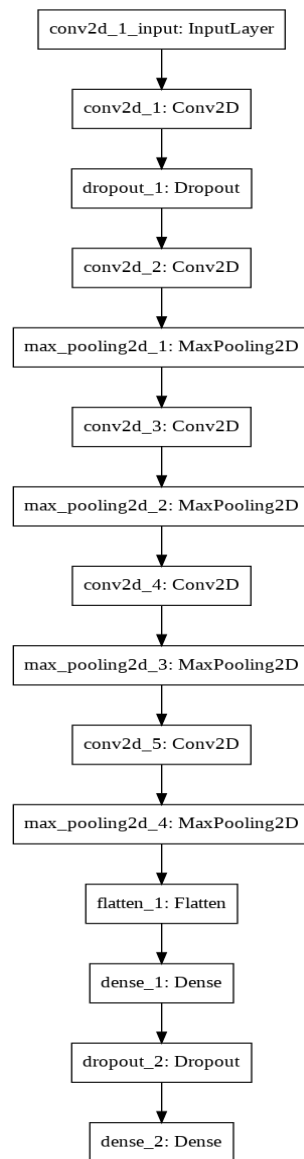 conv2d_1_input: InputLayer
conv2d_1: Conv2D
dropout_1: Dropout
conv2d_2: Conv2D
max_pooling2d_1: MaxPooling2D
conv2d_3: Conv2D
max_pooling2d_2: MaxPooling2D
conv2d_4: Conv2D
max_pooling2d_3: MaxPooling2D
conv2d_5: Conv2D
max_pooling2d_4: MaxPooling2D
flatten_1: Flatten
dense_1: Dense
dropout_2: Dropout
dense_2: Dense